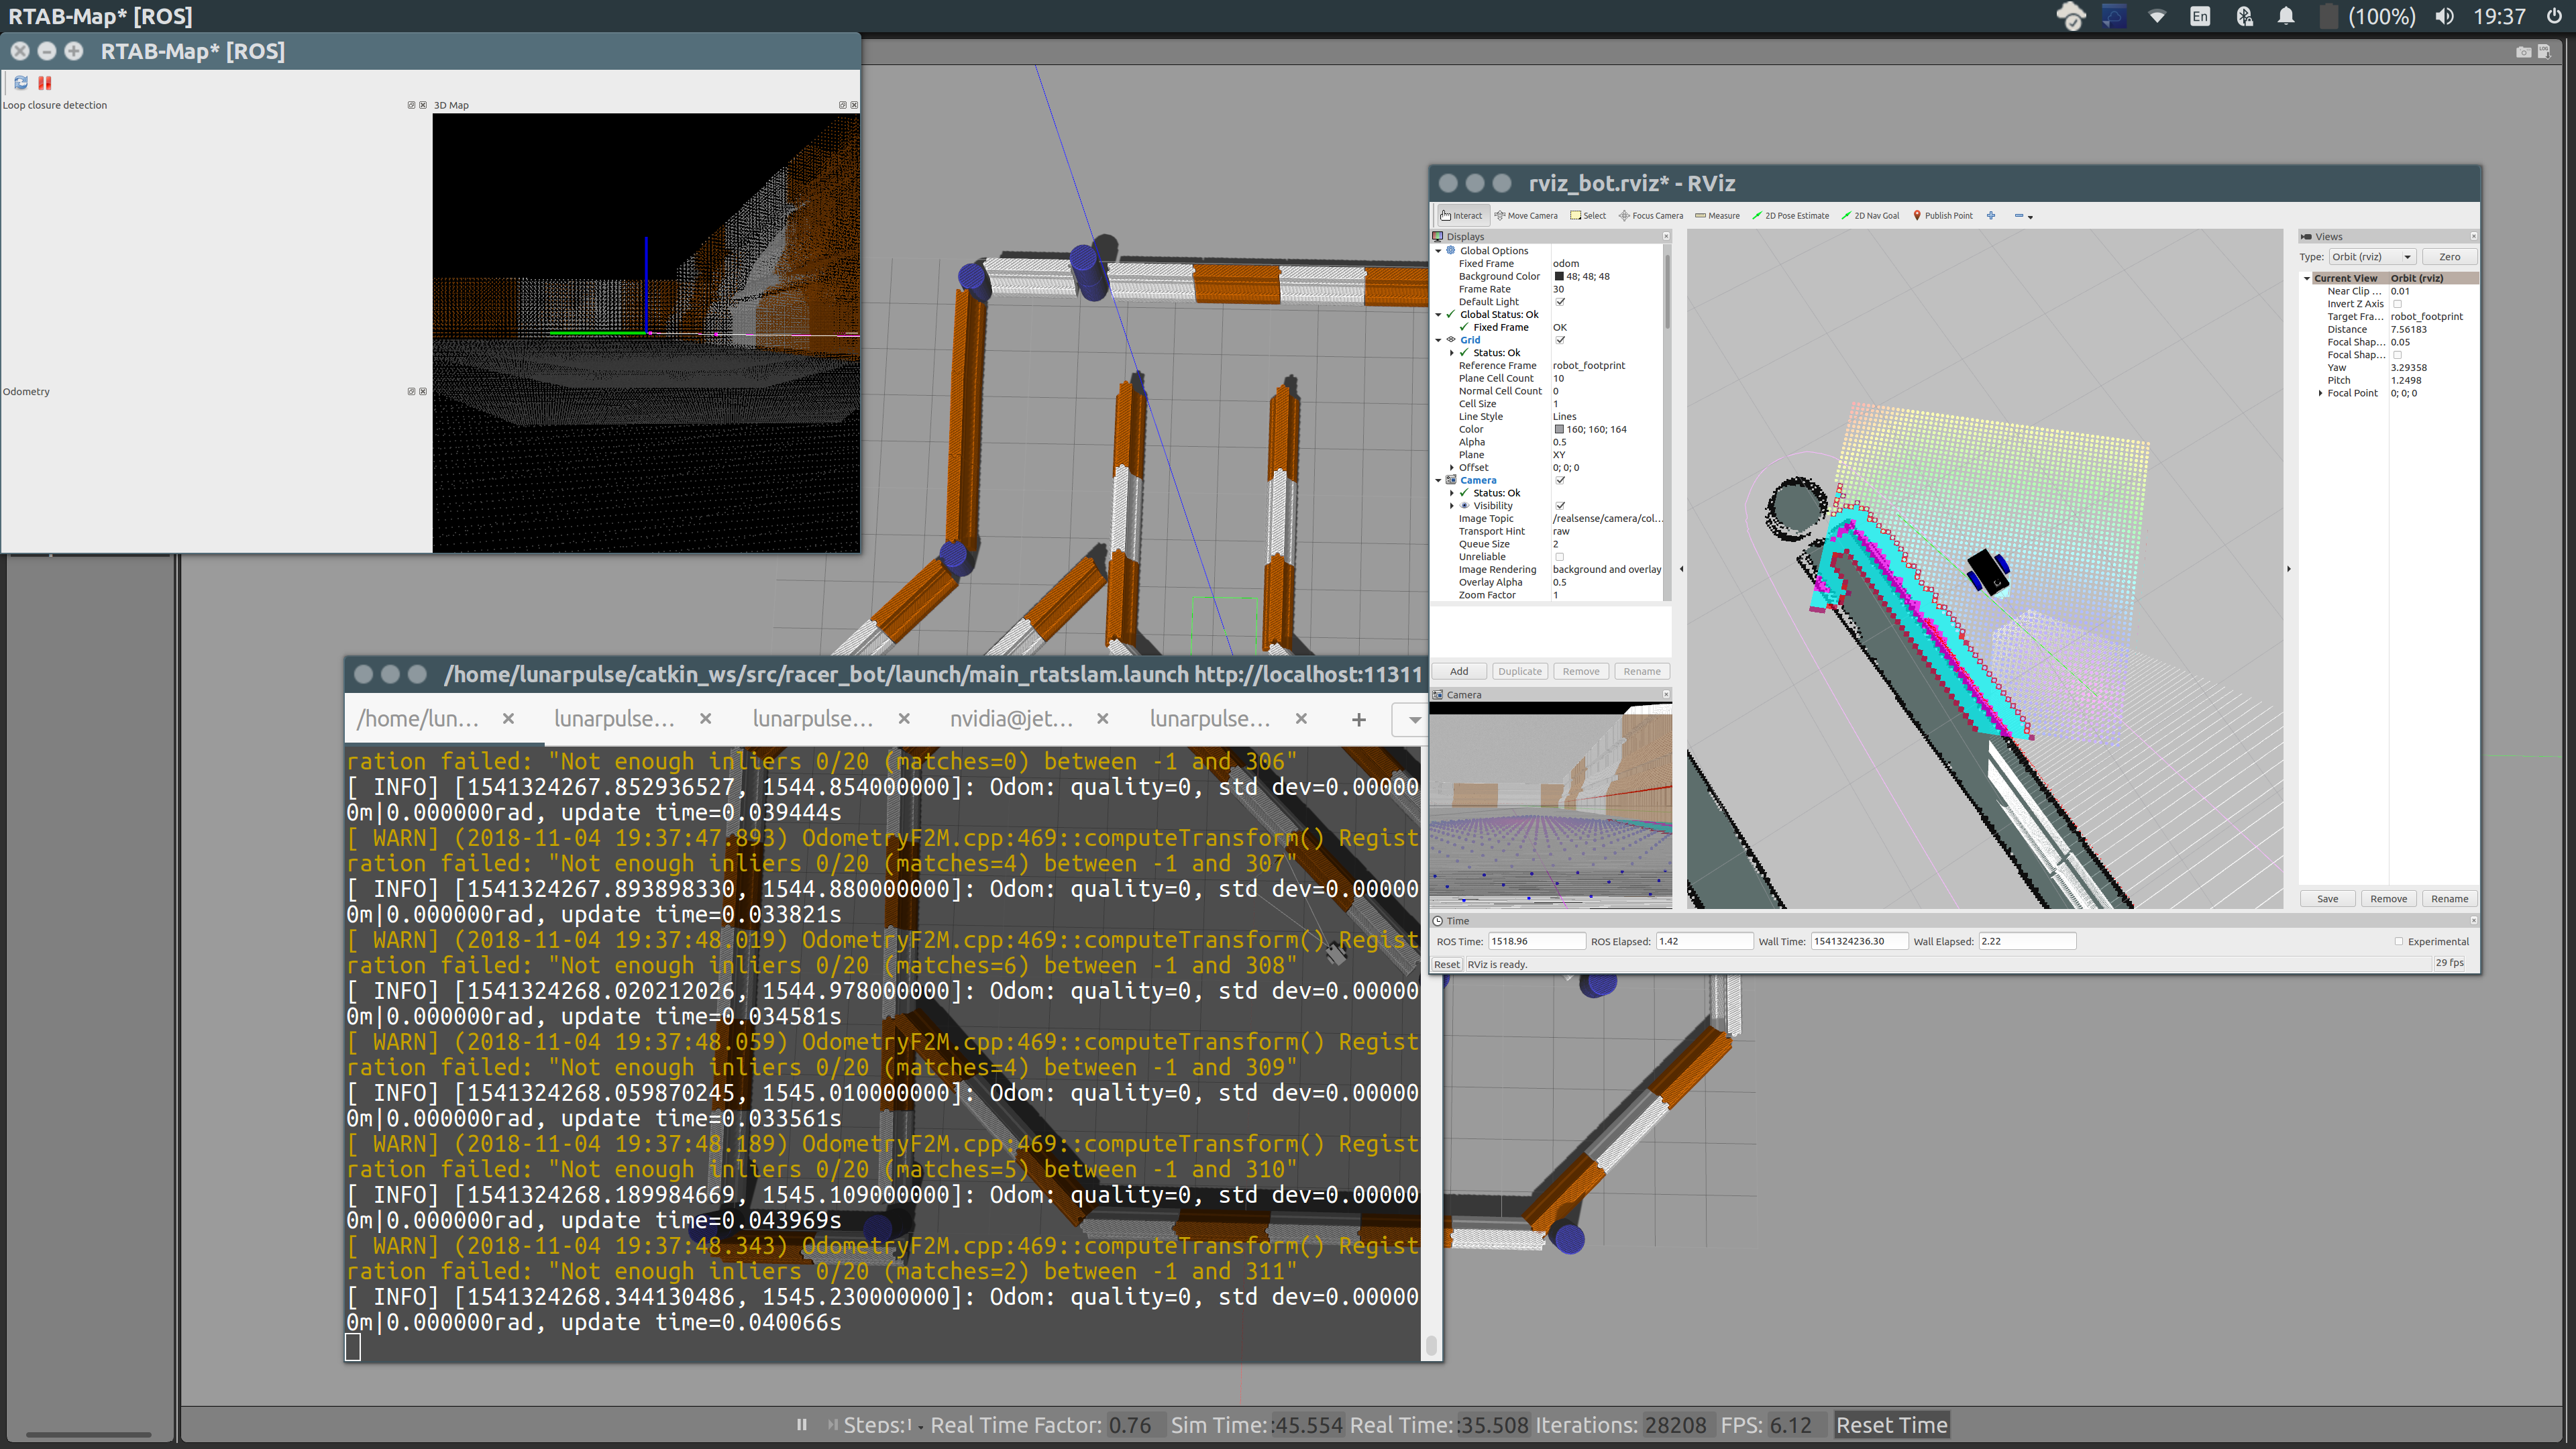 RTAB-Map* [ROS]
En
(100%)
19:37
RTAB-Map* [ROS]
Loop closure detection
3D Map
Odometry
rviz_bot.rviz* - RViz
Interact
Move Camera
Select
Focus Camera
Measure
2D Pose Estimate
2D Nav Goal
Publish Point
Displays
Global Options
Fixed Frame odom
Background Color 48; 48; 48
Frame Rate 30
Default Light
Global Status: Ok
Fixed Frame OK
Grid
Status: Ok
Reference Frame robot_footprint
Plane Cell Count 10
Normal Cell Count 0
Cell Size 1
Line Style Lines
Color 160; 160; 164
Alpha 0.5
Plane XY
Offset 0; 0; 0
Camera
Status: Ok
Visibility
Image Topic /realsense/camera/col...
Transport Hint raw
Queue Size 2
Unreliable
Image Rendering background and overlay
Overlay Alpha 0.5
Zoom Factor 1
Add
Duplicate
Remove
Rename
Camera
Views
Type: Orbit (rviz) Zero
Current View Orbit (rviz)
Near Clip ... 0.01
Invert Z Axis
Target Fra... robot_footprint
Distance 7.56183
Focal Shap... 0.05
Focal Shap...
Yaw 3.29358
Pitch 1.2498
Focal Point 0; 0; 0
Save
Remove
Rename
Time
ROS Time: 1518.96 ROS Elapsed: 1.42 Wall Time: 1541324236.30 Wall Elapsed: 2.22 Experimental
Reset RViz is ready. 29 fps
/home/lunarpulse/catkin_ws/src/racer_bot/launch/main_rtatslam.launch http://localhost:11311
/home/lun...
lunarpulse...
lunarpulse...
nvidia@jet...
lunarpulse...
ration failed: "Not enough inliers 0/20 (matches=0) between -1 and 306"
[ INFO] [1541324267.852936527, 1544.854000000]: Odom: quality=0, std dev=0.00000
0m|0.000000rad, update time=0.039444s
[ WARN] (2018-11-04 19:37:47.893) OdometryF2M.cpp:469::computeTransform() Regist
ration failed: "Not enough inliers 0/20 (matches=4) between -1 and 307"
[ INFO] [1541324267.893898330, 1544.880000000]: Odom: quality=0, std dev=0.00000
0m|0.000000rad, update time=0.033821s
[ WARN] (2018-11-04 19:37:48.019) OdometryF2M.cpp:469::computeTransform() Regist
ration failed: "Not enough inliers 0/20 (matches=6) between -1 and 308"
[ INFO] [1541324268.020212026, 1544.978000000]: Odom: quality=0, std dev=0.00000
0m|0.000000rad, update time=0.034581s
[ WARN] (2018-11-04 19:37:48.059) OdometryF2M.cpp:469::computeTransform() Regist
ration failed: "Not enough inliers 0/20 (matches=4) between -1 and 309"
[ INFO] [1541324268.059870245, 1545.010000000]: Odom: quality=0, std dev=0.00000
0m|0.000000rad, update time=0.033561s
[ WARN] (2018-11-04 19:37:48.189) OdometryF2M.cpp:469::computeTransform() Regist
ration failed: "Not enough inliers 0/20 (matches=5) between -1 and 310"
[ INFO] [1541324268.189984669, 1545.109000000]: Odom: quality=0, std dev=0.00000
0m|0.000000rad, update time=0.043969s
[ WARN] (2018-11-04 19:37:48.343) OdometryF2M.cpp:469::computeTransform() Regist
ration failed: "Not enough inliers 0/20 (matches=2) between -1 and 311"
[ INFO] [1541324268.344130486, 1545.230000000]: Odom: quality=0, std dev=0.00000
0m|0.000000rad, update time=0.040066s
Steps: Real Time Factor: 0.76 Sim Time: :45.554 Real Time: :35.508 Iterations: 28208 FPS: 6.12 Reset Time